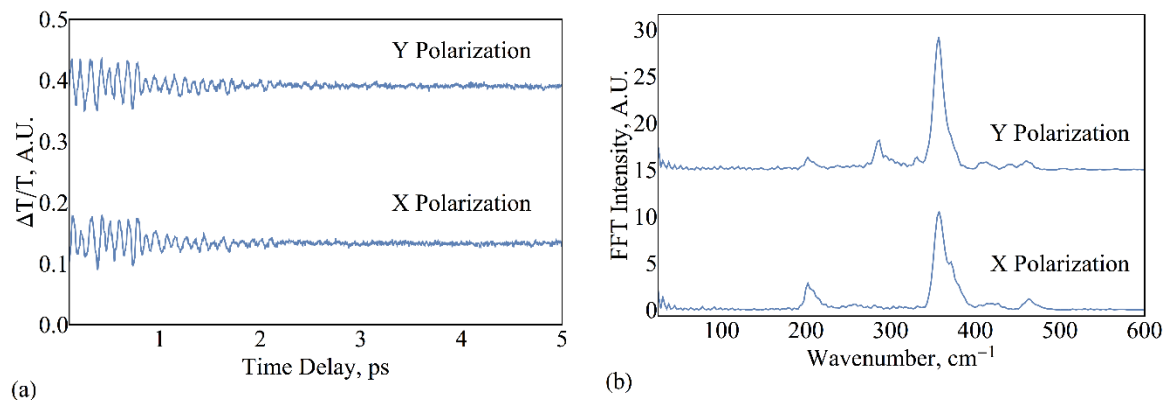 0.5
0.4
0.3
0.2
0.1
0.0
ΔT/T, A.U.
Y Polarization
X Polarization
1
2
3
4
5
Time Delay, ps
(a)
30
25
20
15
10
5
0
FFT Intensity, A.U.
Y Polarization
X Polarization
100
200
300
400
500
600
Wavenumber, cm⁻¹
(b)